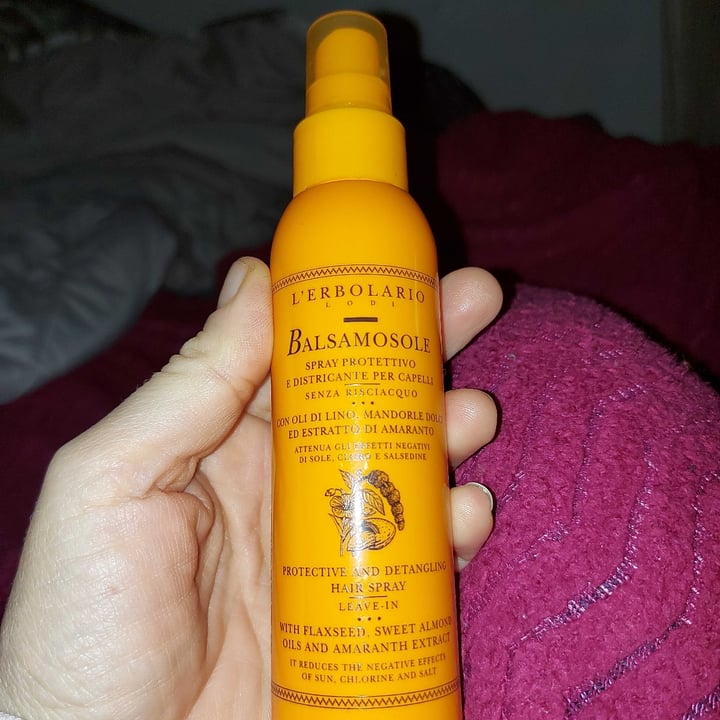 L'ERBOLARIO
LODI
BALSAMOSOLE
SPRAY PROTETTIVO
E DISTRICANTE PER CAPELLI
SENZA RISCIACQUO
CON OLI DI LINO, MANDORLE DOLCI
ED ESTRATTO DI AMARANTO
ATTENUA GLI EFFETTI NEGATIVI
DI SOLE, CLORO E SALSEDINE
PROTECTIVE AND DETANGLING
HAIR SPRAY
LEAVE-IN
WITH FLAXSEED, SWEET ALMOND
OILS AND AMARANTH EXTRACT
IT REDUCES THE NEGATIVE EFFECTS
OF SUN, CHLORINE AND SALT